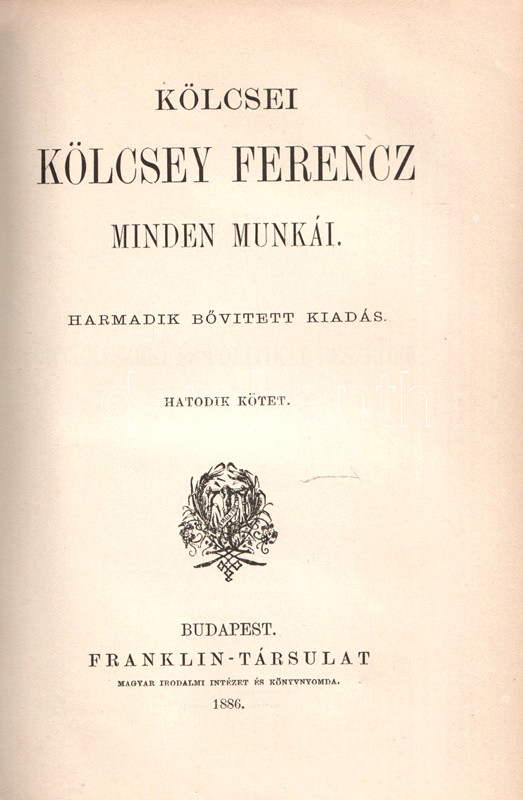 KÖLCSEI
KÖLCSEY FERENCZ
MINDEN MUNKÁI.
HARMADIK BŐVITETT KIADÁS.
HATODIK KÖTET.
BUDAPEST.
FRANKLIN-TÁRSULAT
MAGYAR IRODALMI INTÉZET ÉS KÖNYVNYOMDA.
1886.